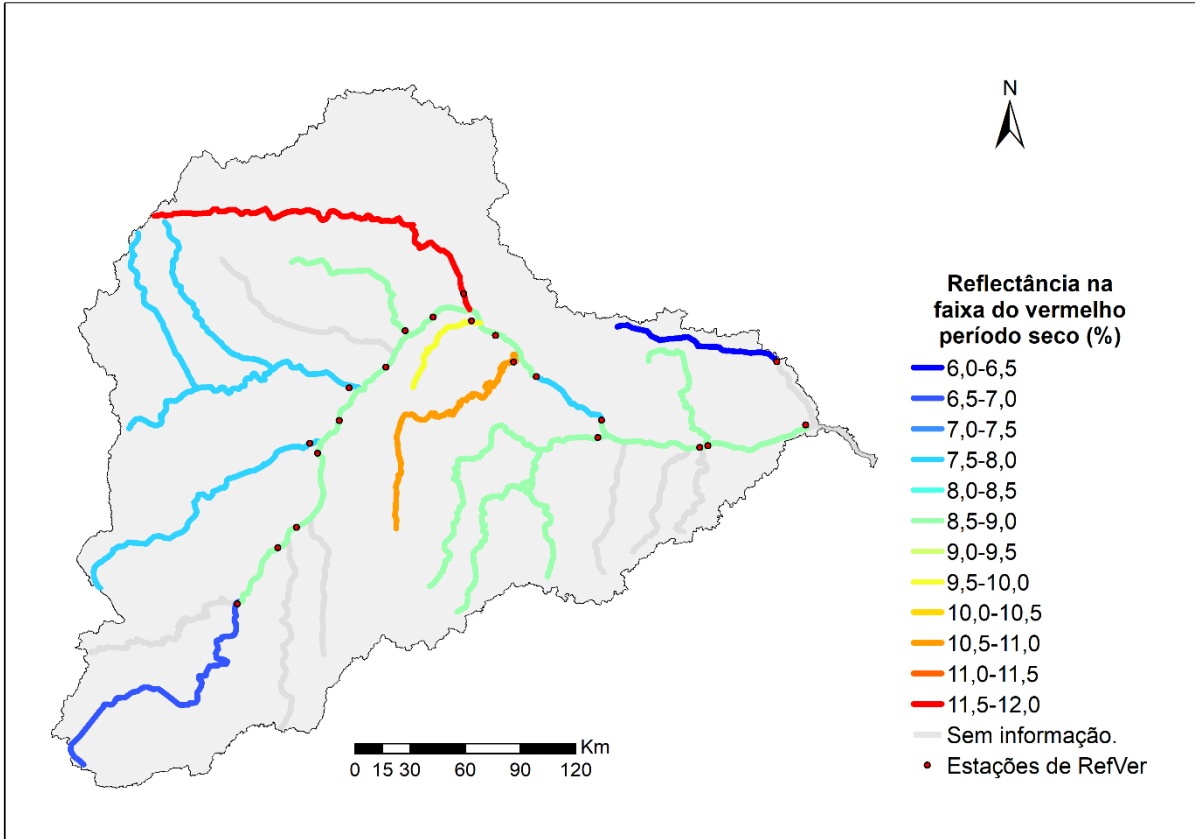 N
Reflectância na
faixa do vermelho
período seco (%)
6,0-6,5
6,5-7,0
7,0-7,5
7,5-8,0
8,0-8,5
8,5-9,0
9,0-9,5
9,5-10,0
10,0-10,5
10,5-11,0
11,0-11,5
11,5-12,0
Sem informação.
Estações de RefVer
Km
0 15 30 60 90 120